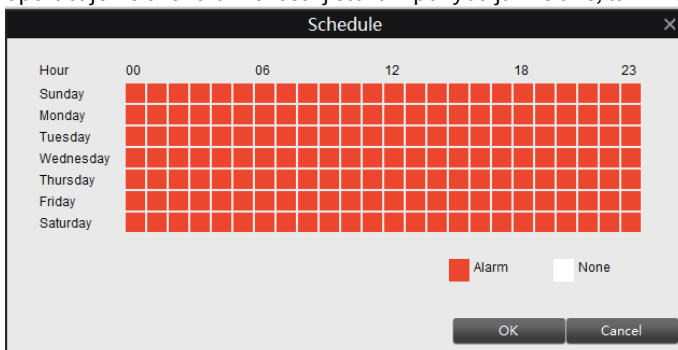 Schedule
Hour 00 06 12 18 23
Sunday
Monday
Tuesday
Wednesday
Thursday
Friday
Saturday
Alarm None
OK Cancel